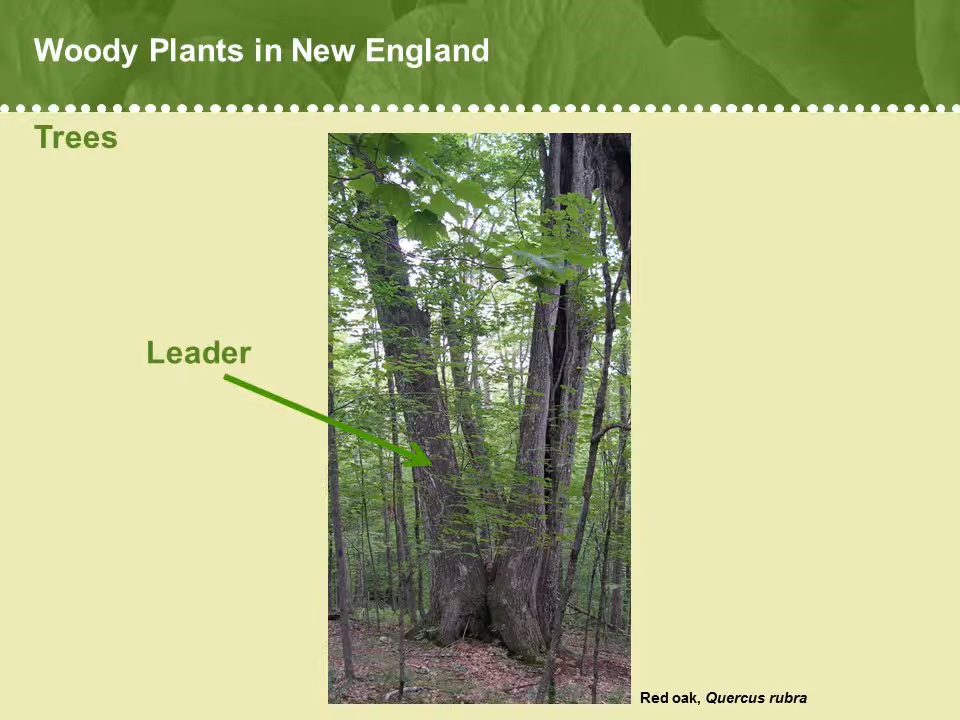 Woody Plants in New England
Trees
Leader
Red oak, Quercus rubra